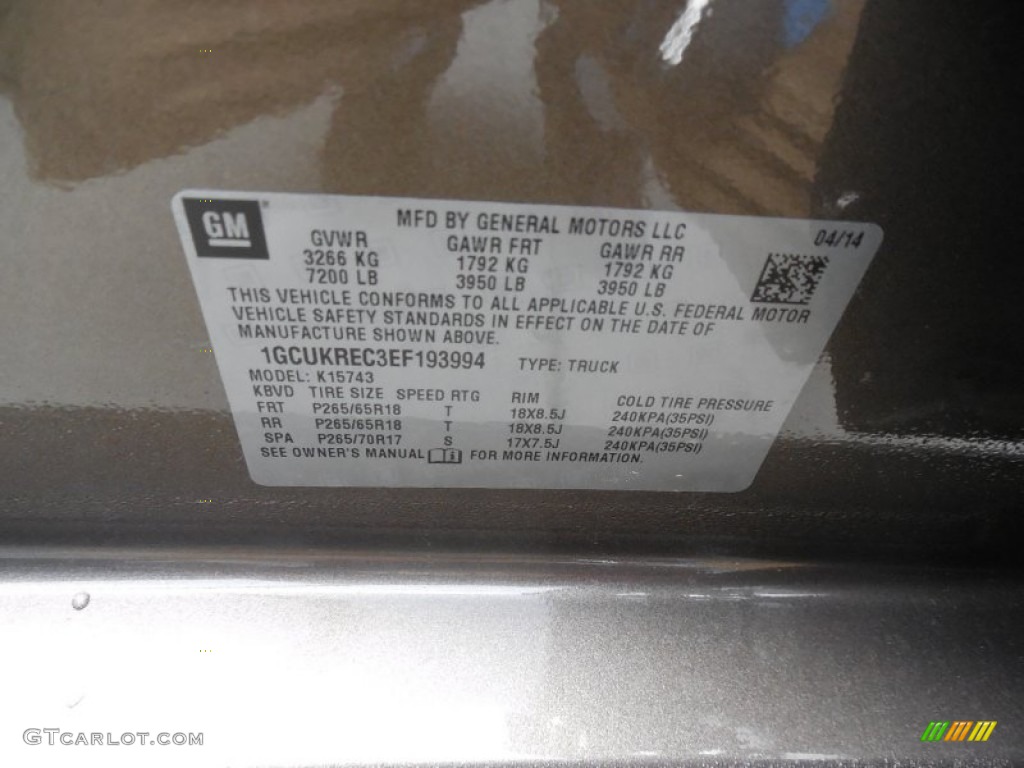 GM
MFD BY GENERAL MOTORS LLC
04/14
GVWR GAWR FRT GAWR RR
3266 KG 1792 KG 1792 KG
7200 LB 3950 LB 3950 LB
THIS VEHICLE CONFORMS TO ALL APPLICABLE U.S. FEDERAL MOTOR
VEHICLE SAFETY STANDARDS IN EFFECT ON THE DATE OF
MANUFACTURE SHOWN ABOVE.
1GCUKREC3EF193994 TYPE: TRUCK
MODEL: K15743
KBVD TIRE SIZE SPEED RTG RIM COLD TIRE PRESSURE
FRT P265/65R18 T 18X8.5J 240KPA(35PSI)
RR P265/65R18 T 18X8.5J 240KPA(35PSI)
SPA P265/70R17 S 17X7.5J 240KPA(35PSI)
SEE OWNER'S MANUAL FOR MORE INFORMATION.
GTCARLOT.COM